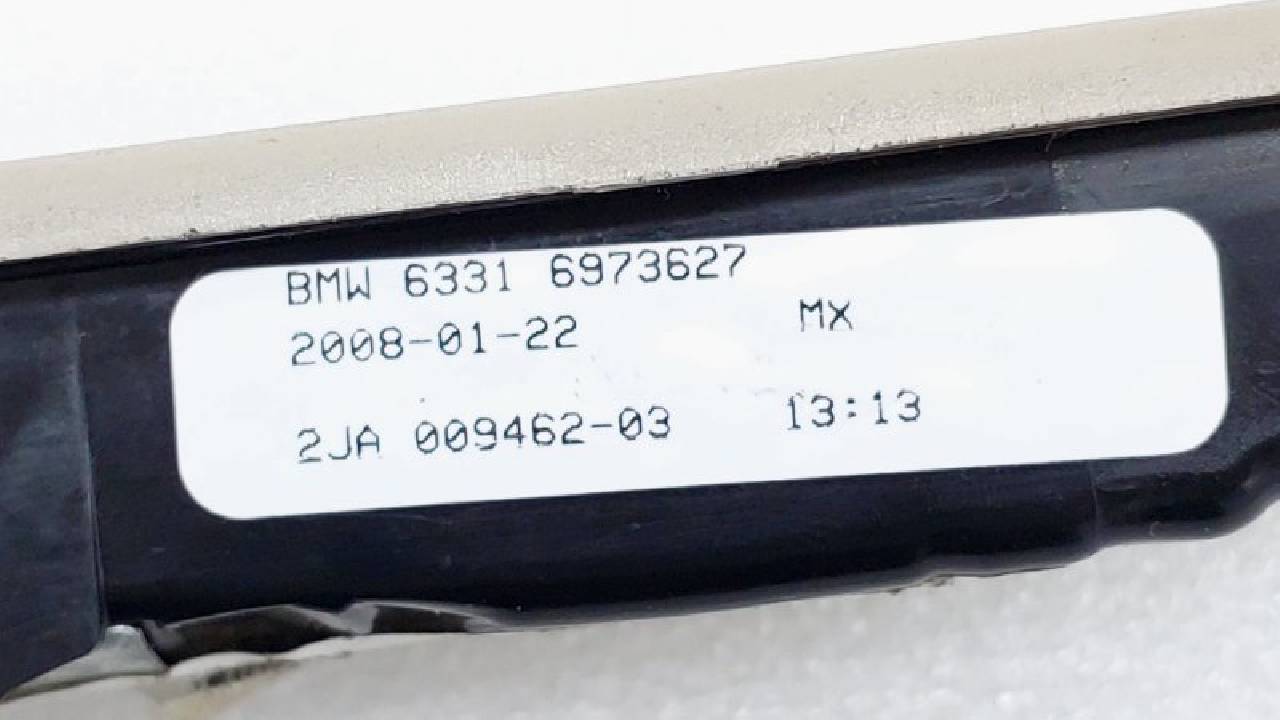 BMW 6331 6973627
2008-01-22 MX
2JA 009462-03 13:13